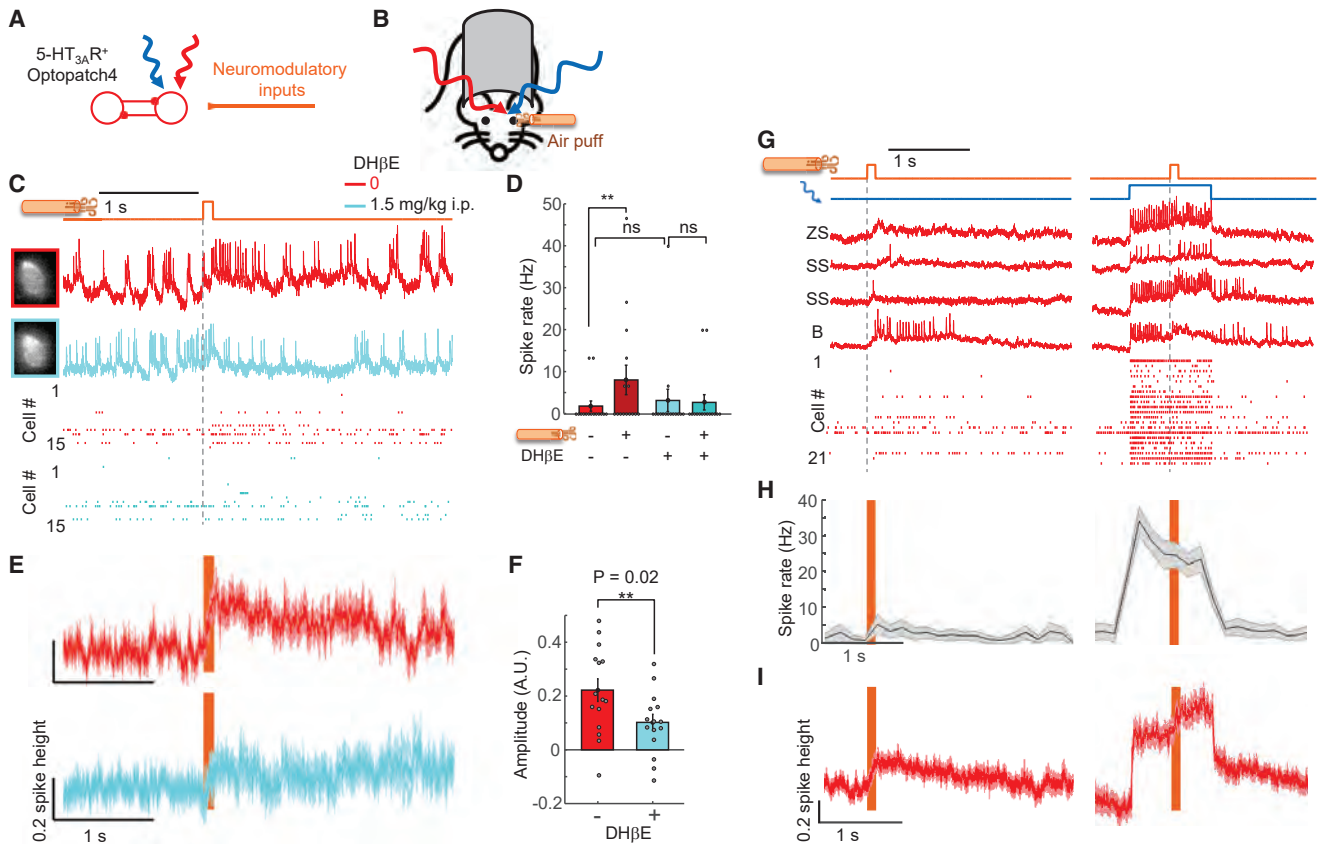 A
5-HT3AR+
Optopatch4
Neuromodulatory
inputs
B
Air puff
C
DHβE
0
1.5 mg/kg i.p.
1 s
1
Cell #
15
1
Cell #
15
D
50
40
30
20
10
0
Spike rate (Hz)
**
ns
ns
- + - +
DHβE - - + +
E
0.2 spike height
1 s
F
P = 0.02
**
0.4
0.2
0
-0.2
Amplitude (A.U.)
- +
DHβE
G
1 s
ZS
SS
SS
B
1
Cell #
21
H
40
30
20
10
0
Spike rate (Hz)
1 s
I
0.2 spike height
1 s